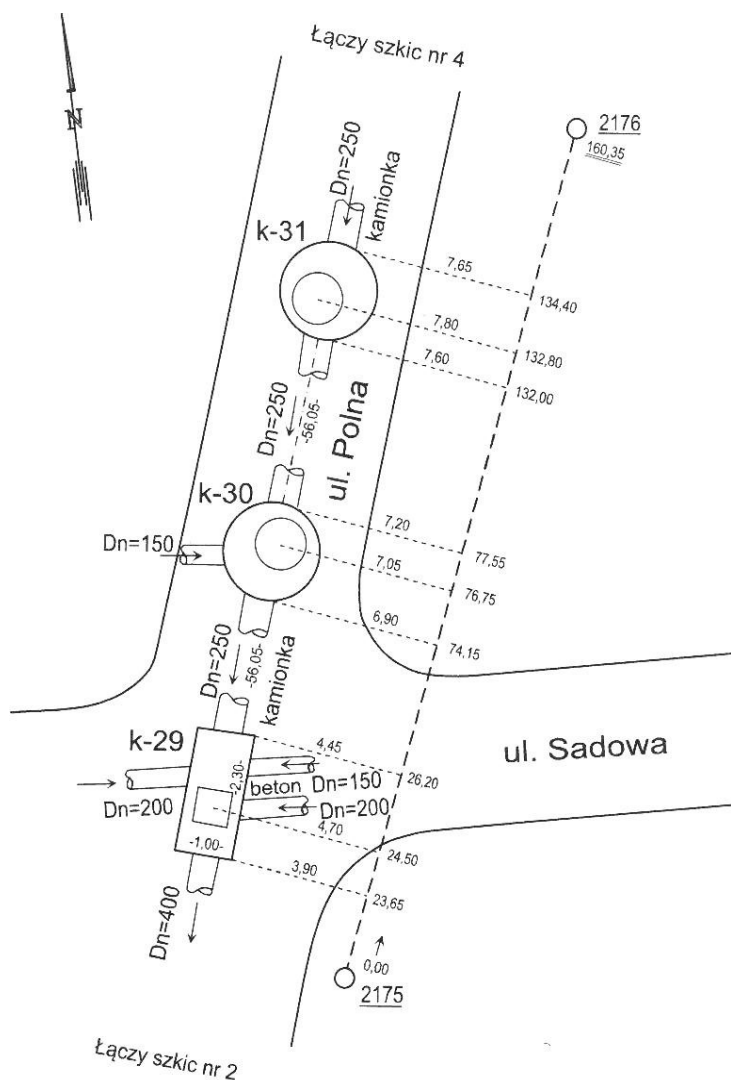 Łączy szkic nr 4
N
2176
160,35
Dn=250
kamionka
k-31
7,65
134,40
7,80
132,80
7,60
132,00
Dn=250
-56,05-
ul. Polna
k-30
Dn=150
7,20
77,55
7,05
76,75
6,90
74,15
Dn=250
-56,05-
kamionka
k-29
4,45
26,20
ul. Sadowa
-2,30-
beton
Dn=150
Dn=200
Dn=200
4,70
24,50
-1,00-
3,90
23,65
Dn=400
0,00
2175
Łączy szkic nr 2